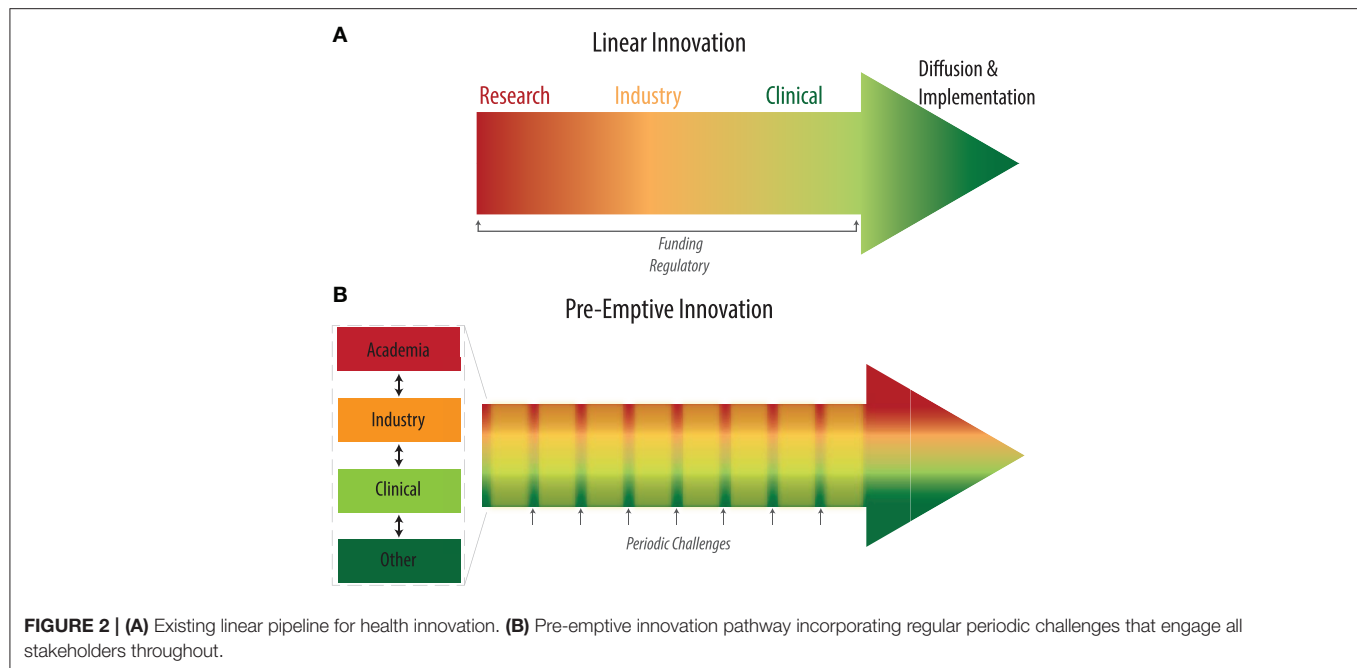 A
Linear Innovation
Research
Industry
Clinical
Diffusion &
Implementation
Funding
Regulatory
B
Pre-Emptive Innovation
Academia
Industry
Clinical
Other
Periodic Challenges
FIGURE 2 | (A) Existing linear pipeline for health innovation. (B) Pre-emptive innovation pathway incorporating regular periodic challenges that engage all
stakeholders throughout.